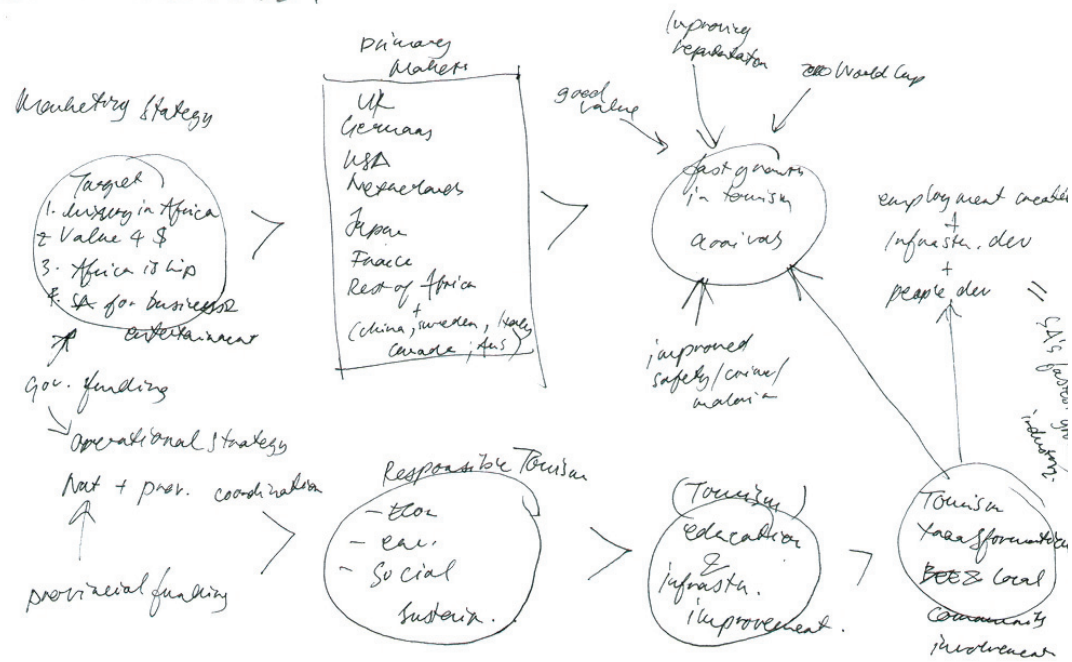 Marketing Strategy
Target
1. luxury in Africa
2 Value 4 $
3. Africa is hip
4. SA for business &
entertainment
Gov. funding
operational strategy
Nat + prov. coordination
provincial funding
primary
Markets
UK
Germany
USA
Netherlands
Japan
France
Rest of Africa
+
(china, sweden, Italy
canada ; Aus)
good
value
Improving
reputation
World Cup
fast growth
in tourism
arrivals
improved
safety/crime/
malaria
employment creation
+
Infrastr. dev
+
people dev
=
SA's fastest
industry.
Responsible Tourism
- econ
- env.
- Social
Sustain.
(Tourism)
education
&
infrastr.
improvement.
Tourism
transformation
BEE & Local
Community
involvement